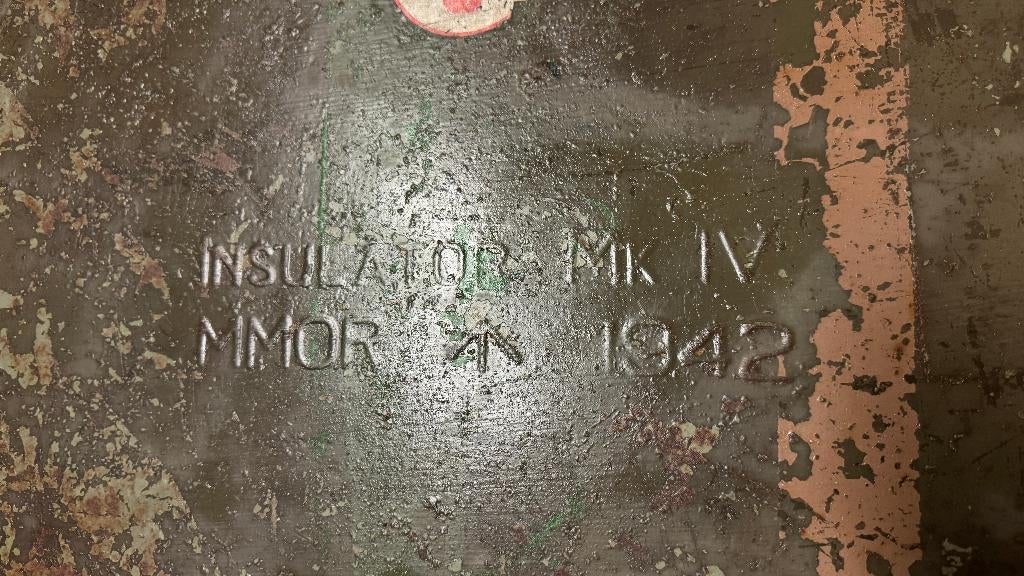 INSULATOR MK IV
MMOR ↑ 1942